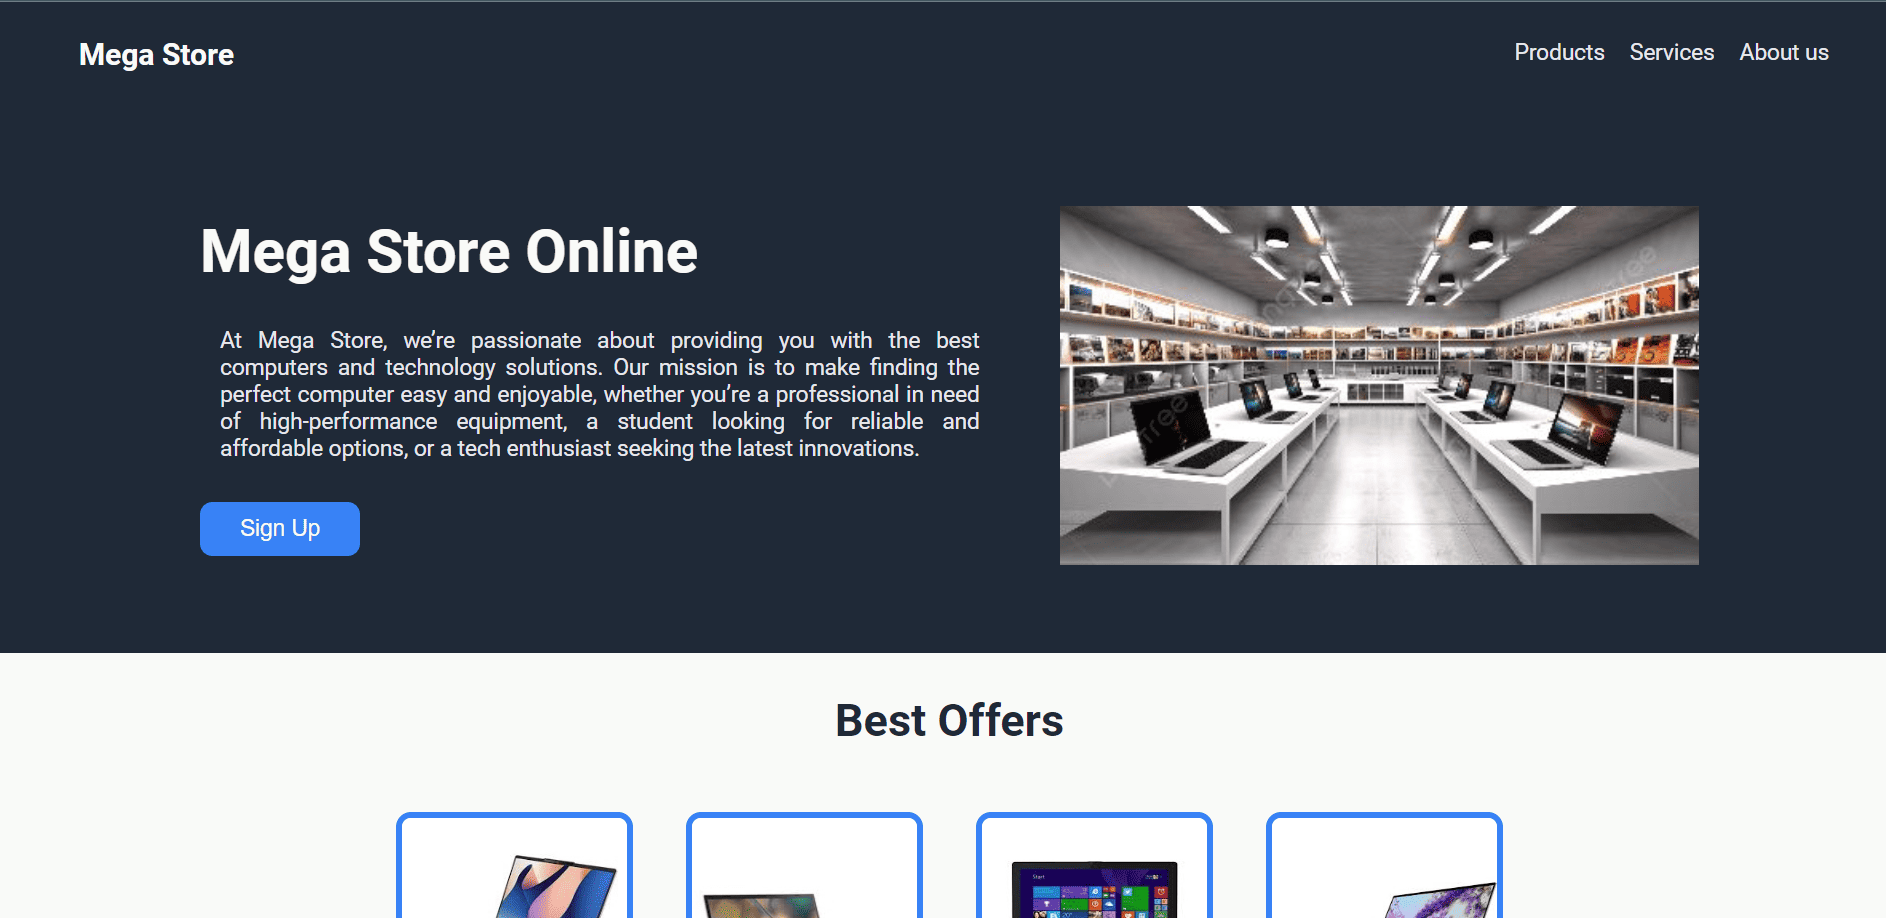 Mega Store
Products Services About us
Mega Store Online
At Mega Store, we’re passionate about providing you with the best
computers and technology solutions. Our mission is to make finding the
perfect computer easy and enjoyable, whether you’re a professional in need
of high-performance equipment, a student looking for reliable and
affordable options, or a tech enthusiast seeking the latest innovations.
Sign Up
Best Offers
Start